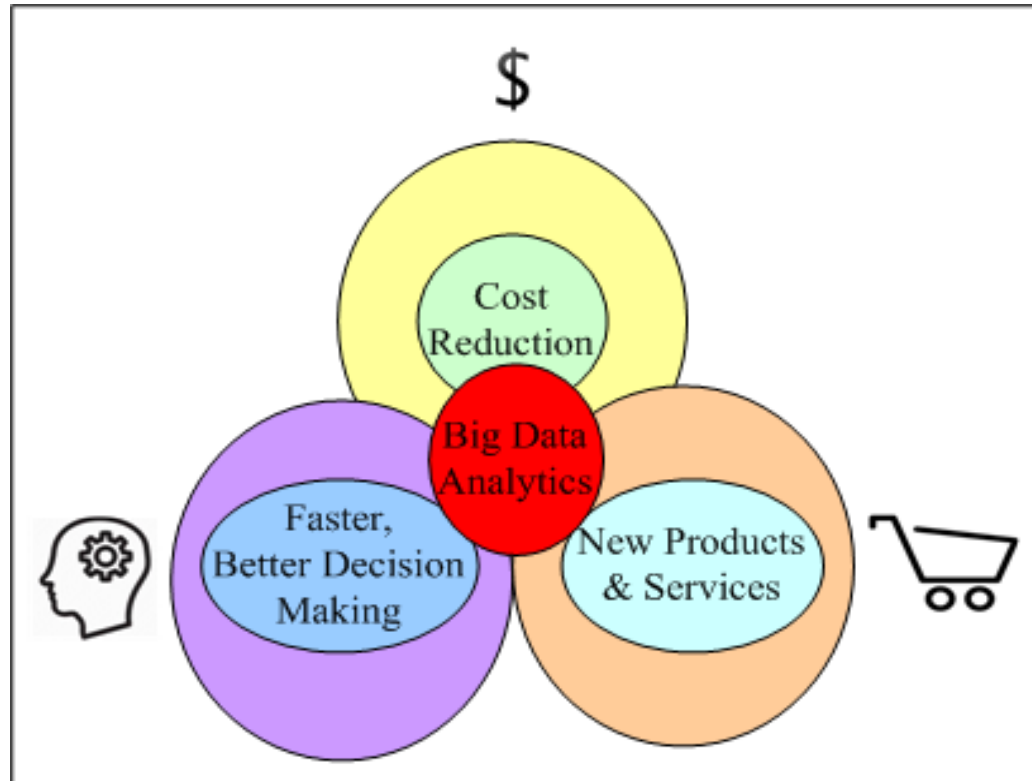 $
Cost
Reduction
Big Data
Analytics
Faster,
Better Decision
Making
New Products
& Services